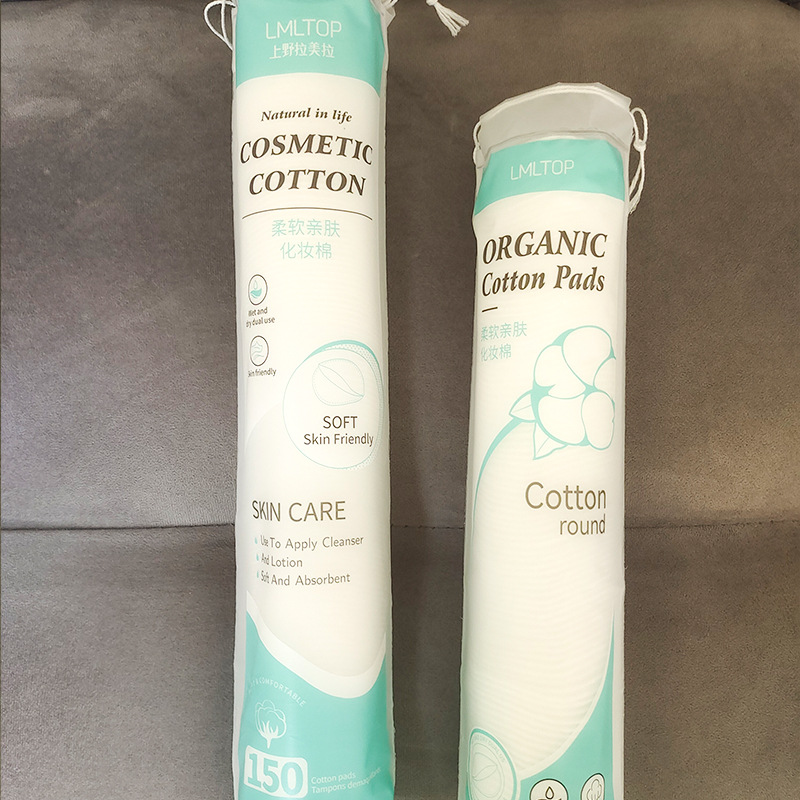 LMLTOP
上野拉美拉
Natural in life
COSMETIC
COTTON
柔软亲肤
化妆棉
Wet and
dry dual use
Skin friendly
SOFT
Skin Friendly
SKIN CARE
Use To Apply Cleanser
And Lotion
Soft And Absorbent
COMFORTABLE
150
Cotton pads
Tampons
LMLTOP
ORGANIC
Cotton Pads
柔软亲肤
化妆棉
Cotton
round